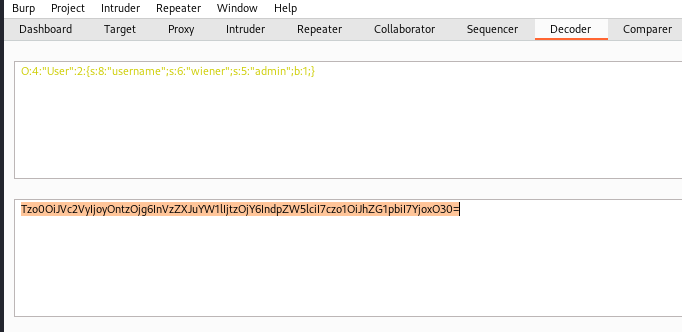 Burp Project Intruder Repeater Window Help
Dashboard Target Proxy Intruder Repeater Collaborator Sequencer Decoder Comparer
O:4:"User":2:{s:8:"username";s:6:"wiener";s:5:"admin";b:1;}
Tzo0OiJVc2VyIjoyOntzOjg6InVzZXJuYW1lIjtzOjY6IndpZW5lciI7czo1OiJhZG1pbiI7YjoxO30=